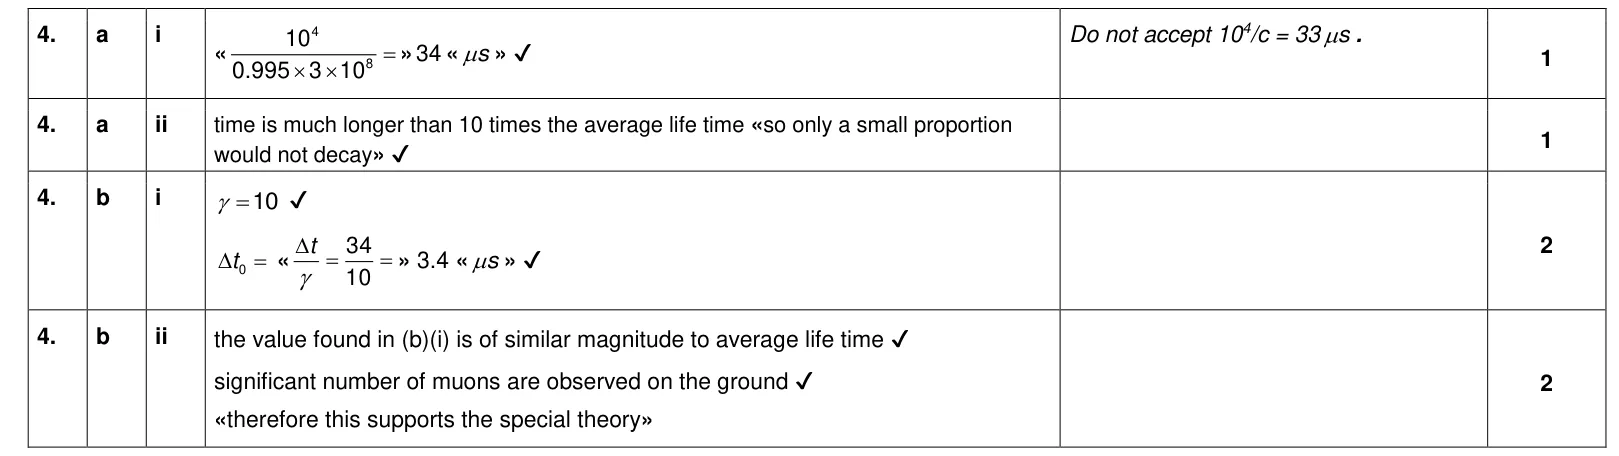 4. a i « 10⁴ / 0.995 × 3 × 10⁸ = » 34 « μs » ✓ Do not accept 10⁴/c = 33 μs . 1
4. a ii time is much longer than 10 times the average life time «so only a small proportion
would not decay» ✓ 1
4. b i γ = 10 ✓
Δt₀ = « Δt / γ = 34 / 10 = » 3.4 « μs » ✓ 2
4. b ii the value found in (b)(i) is of similar magnitude to average life time ✓
significant number of muons are observed on the ground ✓ 2
«therefore this supports the special theory»